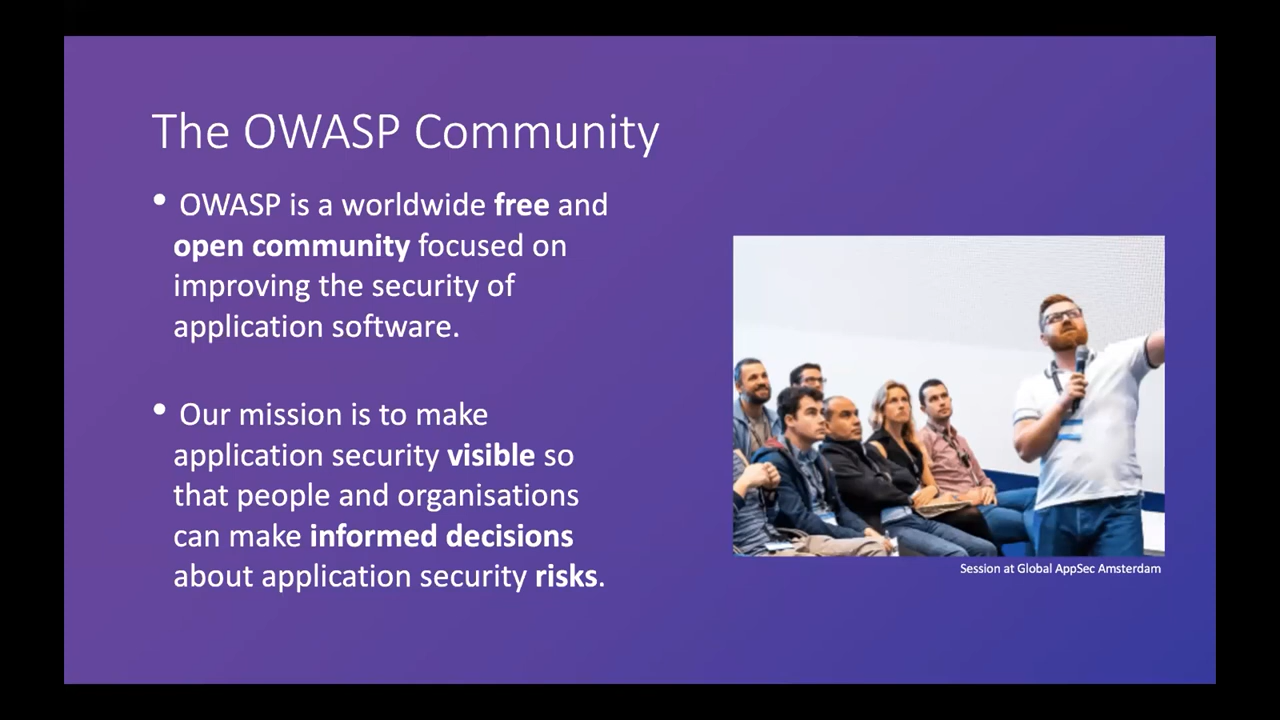 The OWASP Community
• OWASP is a worldwide free and
open community focused on
improving the security of
application software.
• Our mission is to make
application security visible so
that people and organisations
can make informed decisions
about application security risks.
Session at Global AppSec Amsterdam